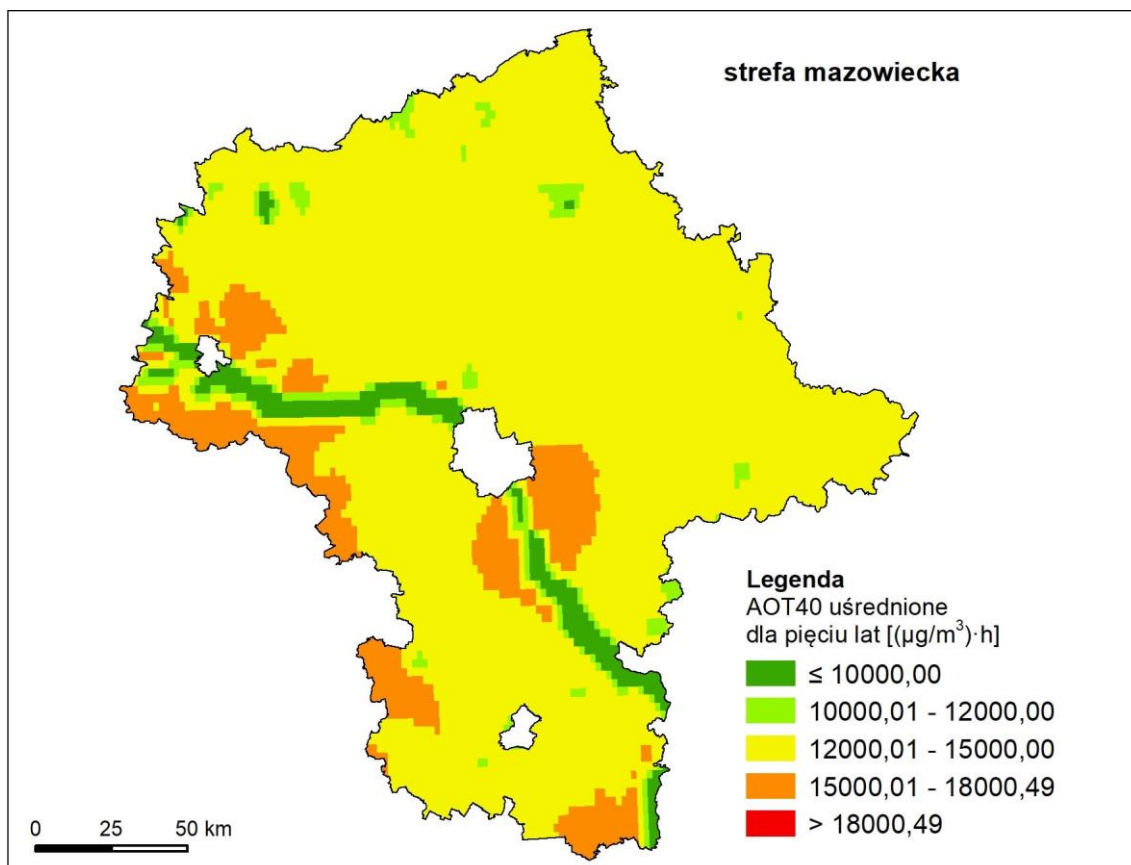 strefa mazowiecka
Legenda
AOT40 uśrednione
dla pięciu lat [(µg/m³)·h]
≤ 10000,00
10000,01 - 12000,00
12000,01 - 15000,00
15000,01 - 18000,49
> 18000,49
0 25 50 km